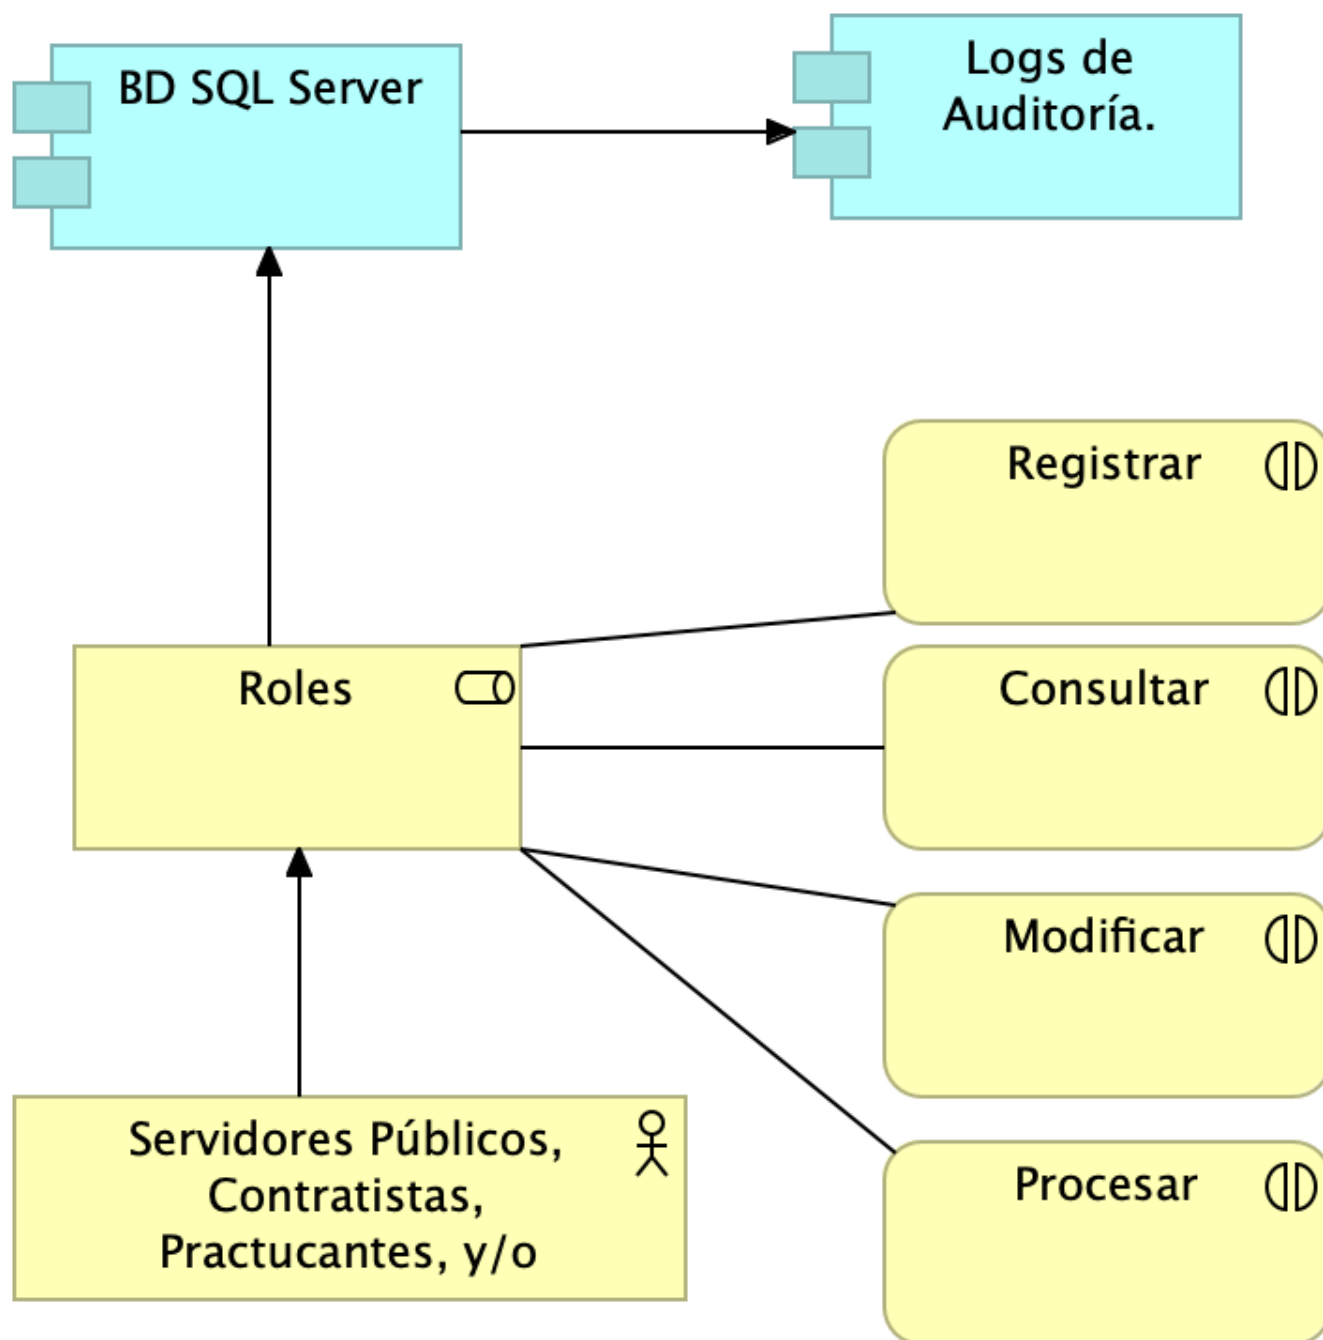 BD SQL Server
Logs de
Auditoría.
Registrar
Roles
Consultar
Modificar
Servidores Públicos,
Contratistas,
Practucantes, y/o
Procesar